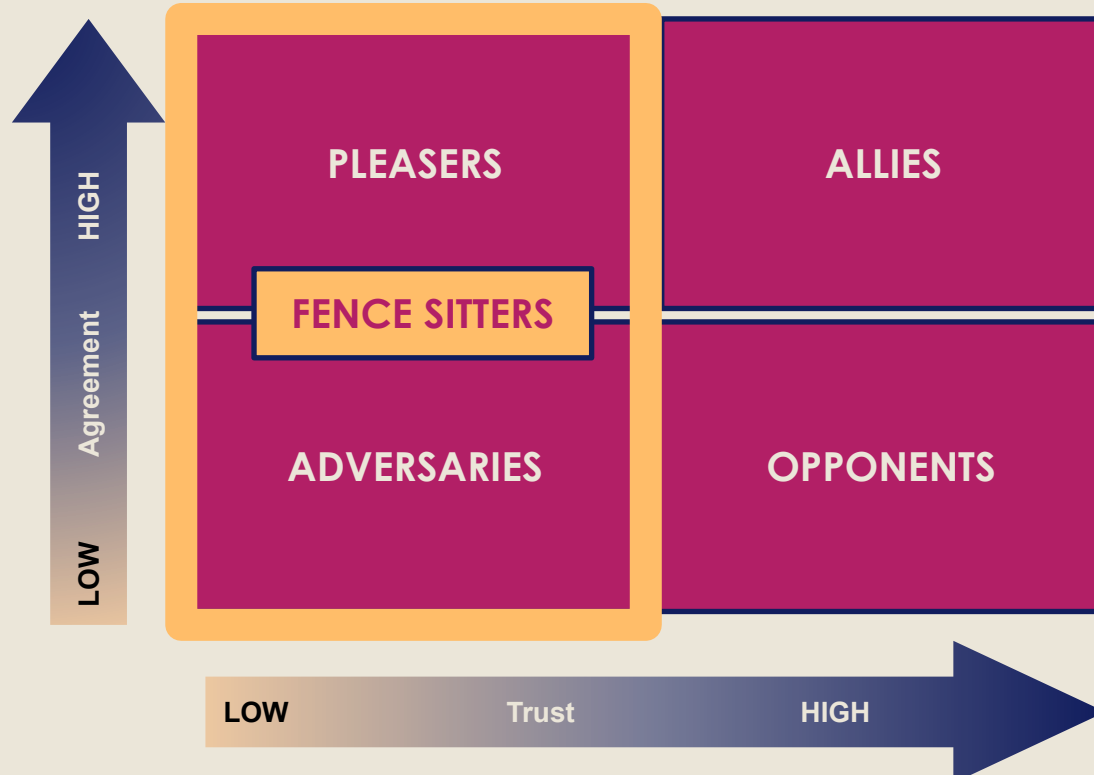 HIGH
Agreement
LOW
PLEASERS
ALLIES
FENCE SITTERS
ADVERSARIES
OPPONENTS
LOW
Trust
HIGH